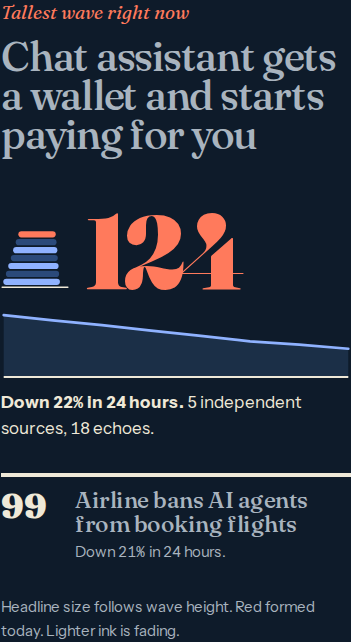 Tallest wave right now
Chat assistant gets
a wallet and starts
paying for you
124
Down 22% in 24 hours. 5 independent
sources, 18 echoes.
99
Airline bans AI agents
from booking flights
Down 21% in 24 hours.
Headline size follows wave height. Red formed
today. Lighter ink is fading.